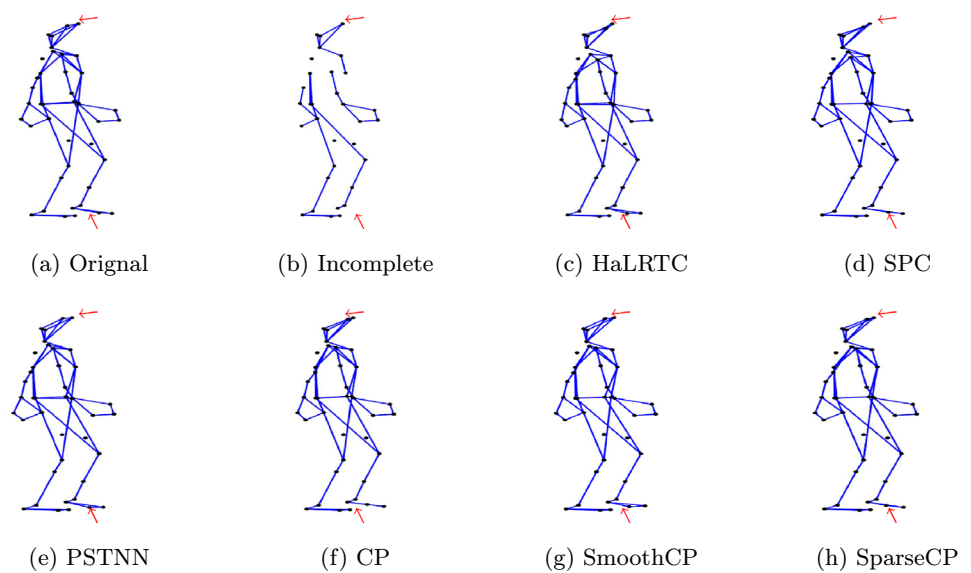 (a) Orignal
(b) Incomplete
(c) HaLRTC
(d) SPC
(e) PSTNN
(f) CP
(g) SmoothCP
(h) SparseCP